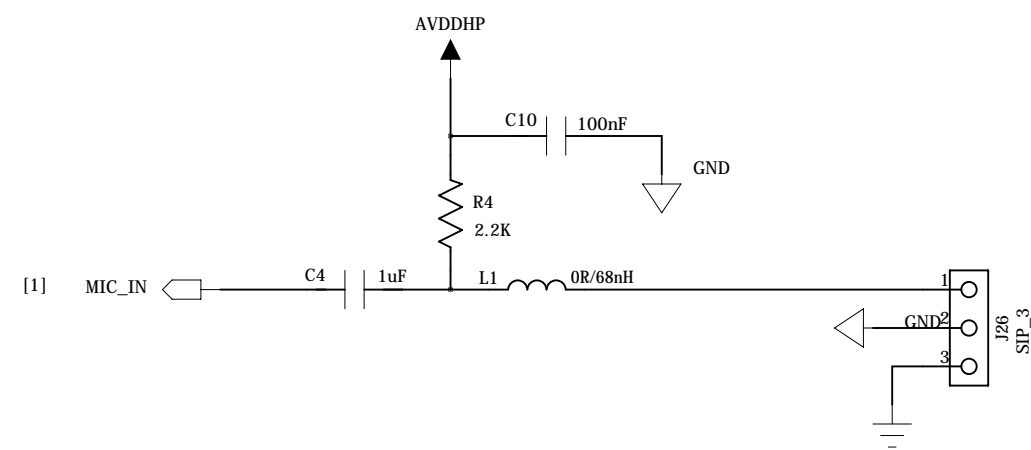 AVDDHP
C10 100nF
GND
R4
2.2K
[1] MIC_IN C4 1uF L1 0R/68nH 1
GND 2
3
J26
SIP_3